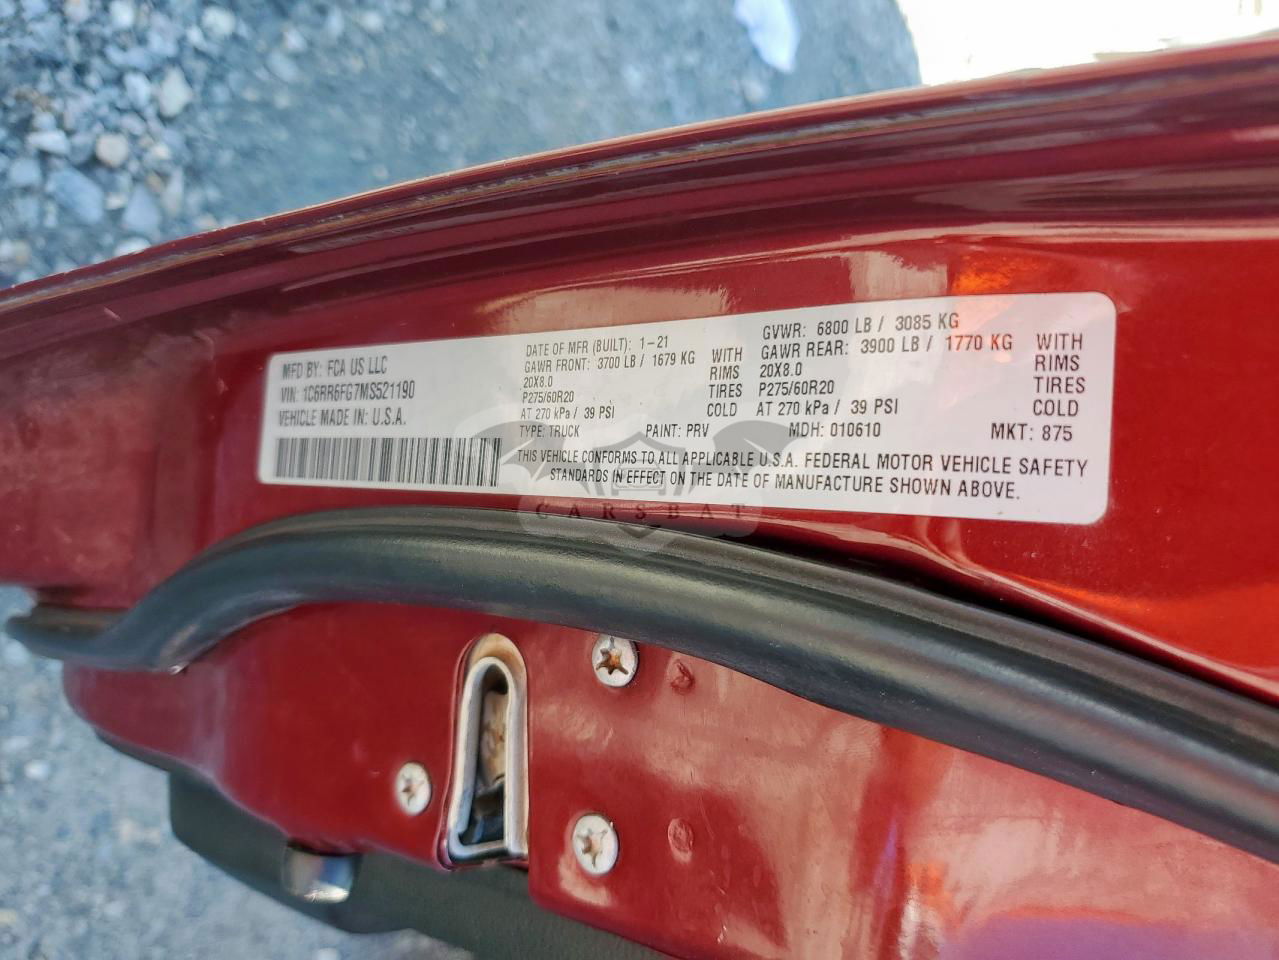 MFD BY: FCA US LLC
VIN: 1C6RR6FG7MS521190
VEHICLE MADE IN: U.S.A.
DATE OF MFR (BUILT): 1-21
GAWR FRONT: 3700 LB / 1679 KG WITH
20X8.0 RIMS
P275/60R20 TIRES
AT 270 kPa / 39 PSI COLD
GVWR: 6800 LB / 3085 KG
GAWR REAR: 3900 LB / 1770 KG WITH
20X8.0 RIMS
P275/60R20 TIRES
AT 270 kPa / 39 PSI COLD
TYPE: TRUCK PAINT: PRV MDH: 010610 MKT: 875
THIS VEHICLE CONFORMS TO ALL APPLICABLE U.S.A. FEDERAL MOTOR VEHICLE SAFETY
STANDARDS IN EFFECT ON THE DATE OF MANUFACTURE SHOWN ABOVE.
CARSBAT